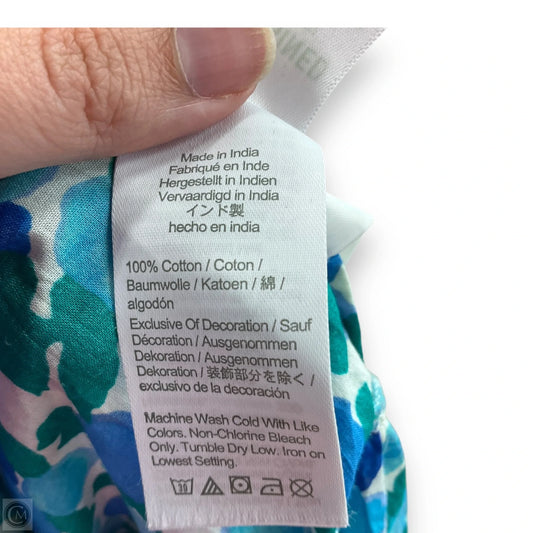 Made in India
Fabriqué en Inde
Hergestellt in Indien
Vervaardigd in India
インド製
hecho en india
100% Cotton / Coton /
Baumwolle / Katoen / 綿 /
algodón
Exclusive Of Decoration / Sauf
Décoration / Ausgenommen
Dekoration / Ausgenommen
Dekoration / 装飾部分を除く /
exclusivo de la decoración
Machine Wash Cold With Like
Colors. Non-Chlorine Bleach
Only. Tumble Dry Low. Iron on
Lowest Setting.
30